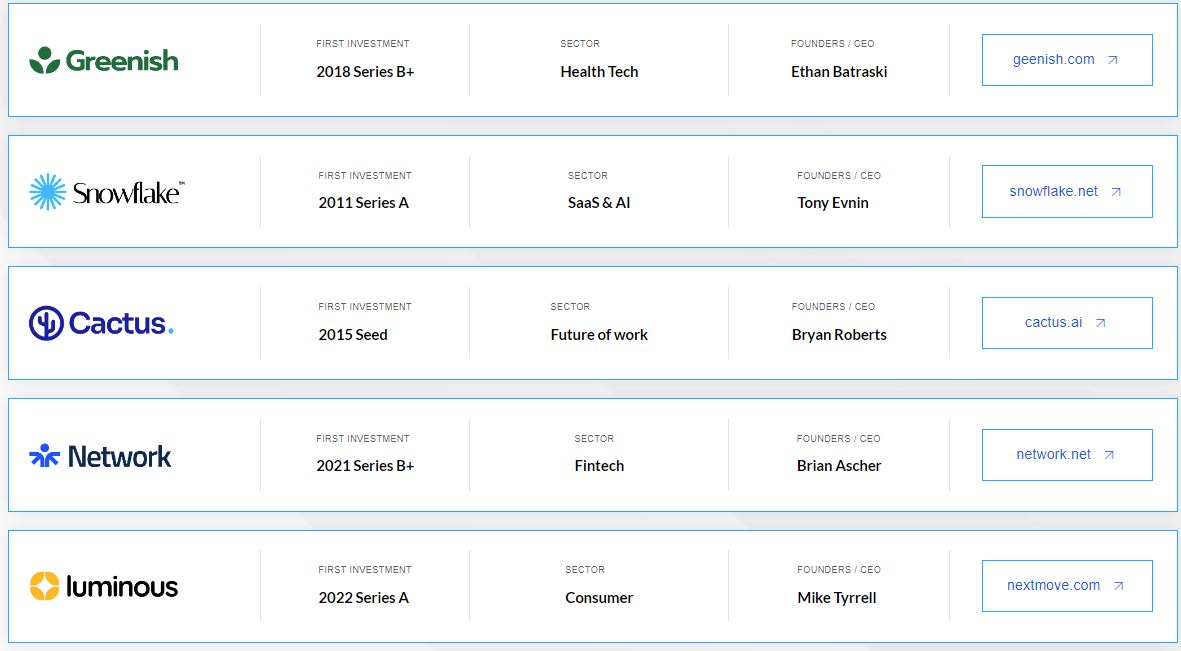 Greenish
FIRST INVESTMENT
2018 Series B+
SECTOR
Health Tech
FOUNDERS / CEO
Ethan Batraski
geenish.com
Snowflake™
FIRST INVESTMENT
2011 Series A
SECTOR
SaaS & AI
FOUNDERS / CEO
Tony Evnin
snowflake.net
Cactus.
FIRST INVESTMENT
2015 Seed
SECTOR
Future of work
FOUNDERS / CEO
Bryan Roberts
cactus.ai
Network
FIRST INVESTMENT
2021 Series B+
SECTOR
Fintech
FOUNDERS / CEO
Brian Ascher
network.net
luminous
FIRST INVESTMENT
2022 Series A
SECTOR
Consumer
FOUNDERS / CEO
Mike Tyrrell
nextmove.com